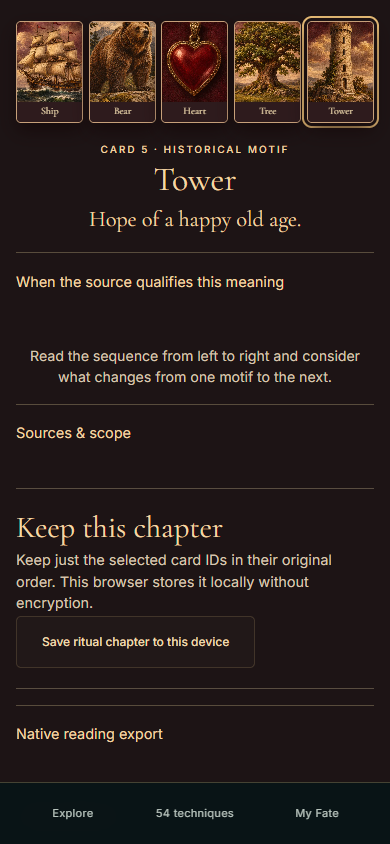 Ship Bear Heart Tree Tower
CARD 5 · HISTORICAL MOTIF
Tower
Hope of a happy old age.
When the source qualifies this meaning
Read the sequence from left to right and consider
what changes from one motif to the next.
Sources & scope
Keep this chapter
Keep just the selected card IDs in their original
order. This browser stores it locally without
encryption.
Save ritual chapter to this device
Native reading export
Explore 54 techniques My Fate